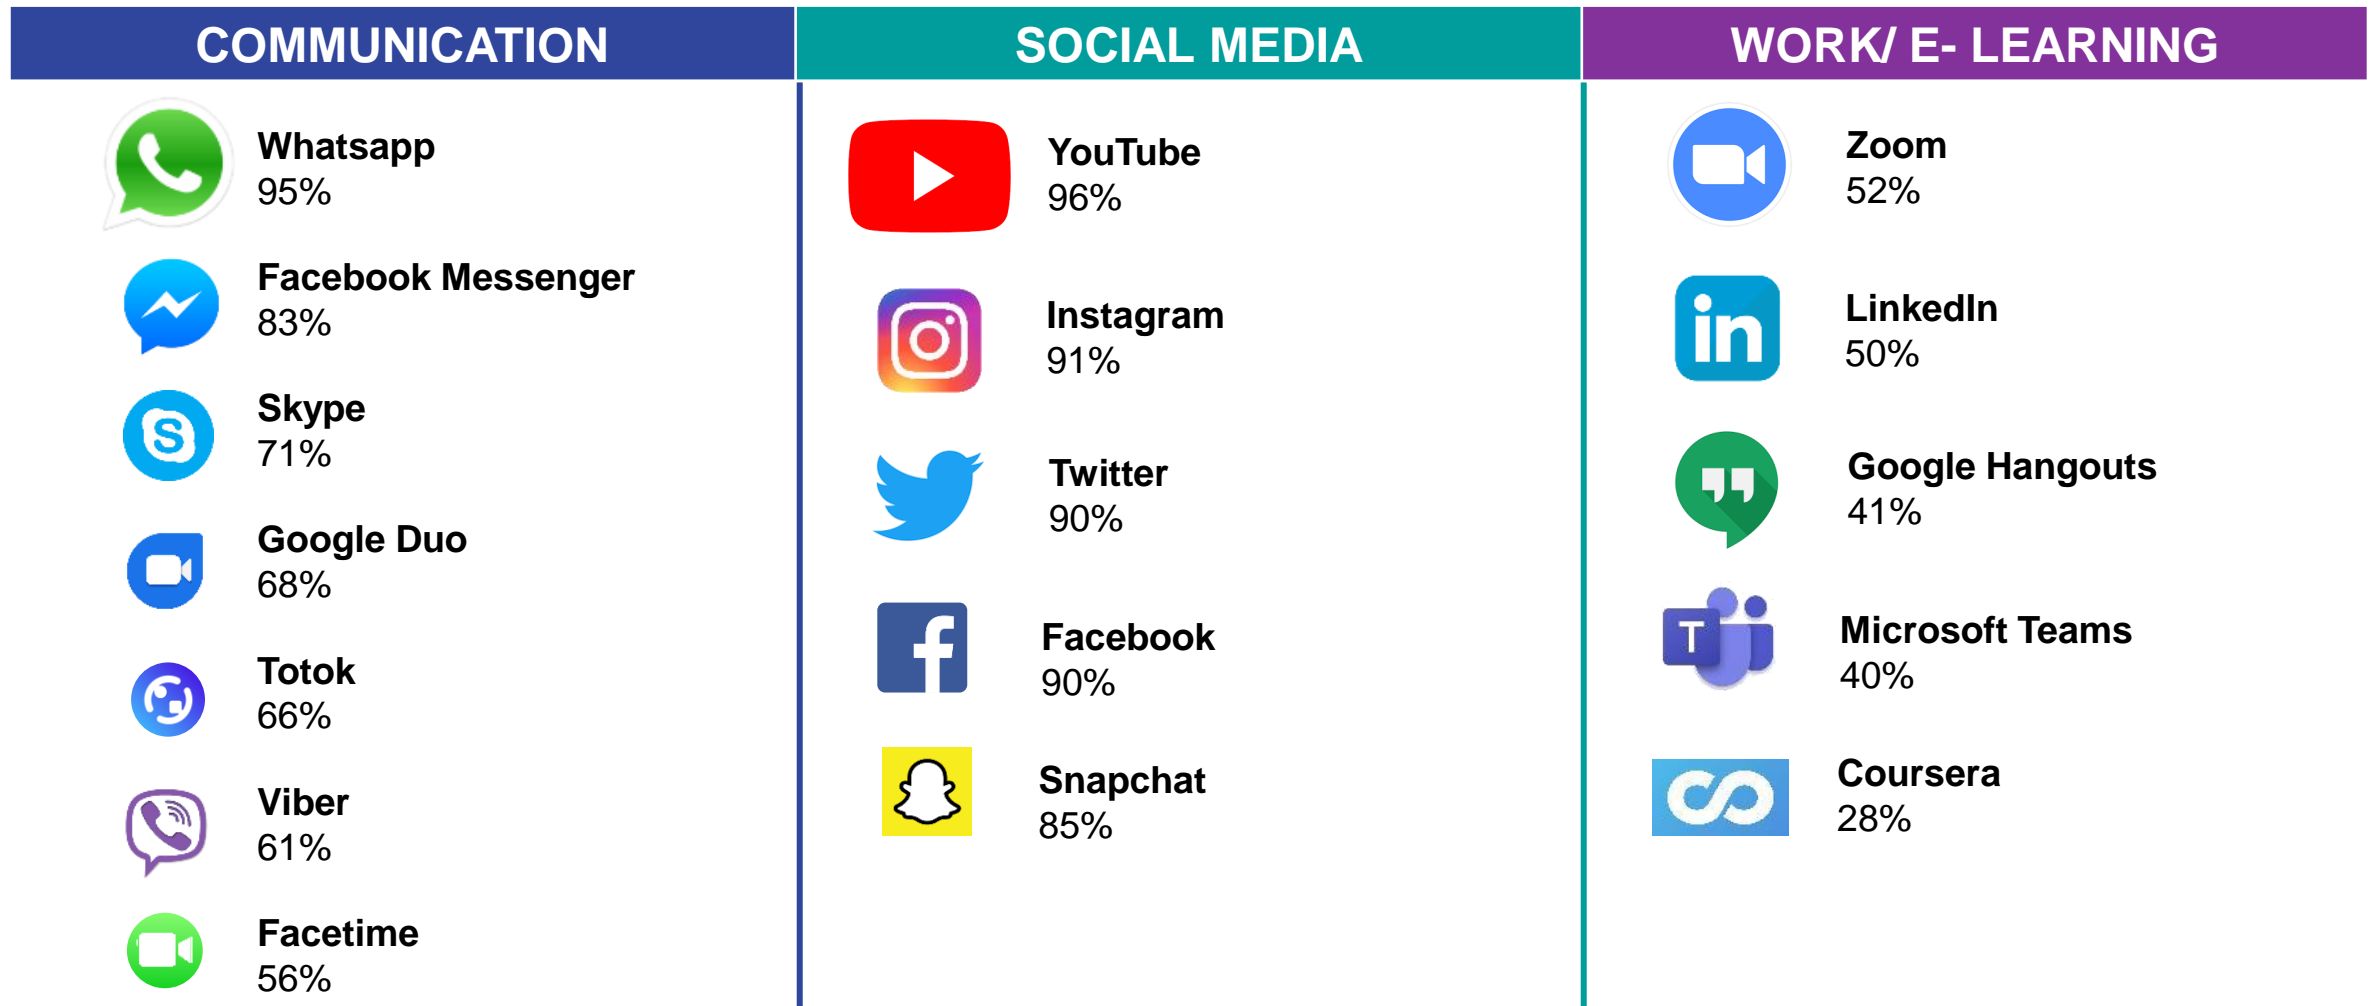 COMMUNICATION
Whatsapp
95%
Facebook Messenger
83%
Skype
71%
Google Duo
68%
Totok
66%
Viber
61%
Facetime
56%
SOCIAL MEDIA
YouTube
96%
Instagram
91%
Twitter
90%
Facebook
90%
Snapchat
85%
WORK/ E- LEARNING
Zoom
52%
LinkedIn
50%
Google Hangouts
41%
Microsoft Teams
40%
Coursera
28%